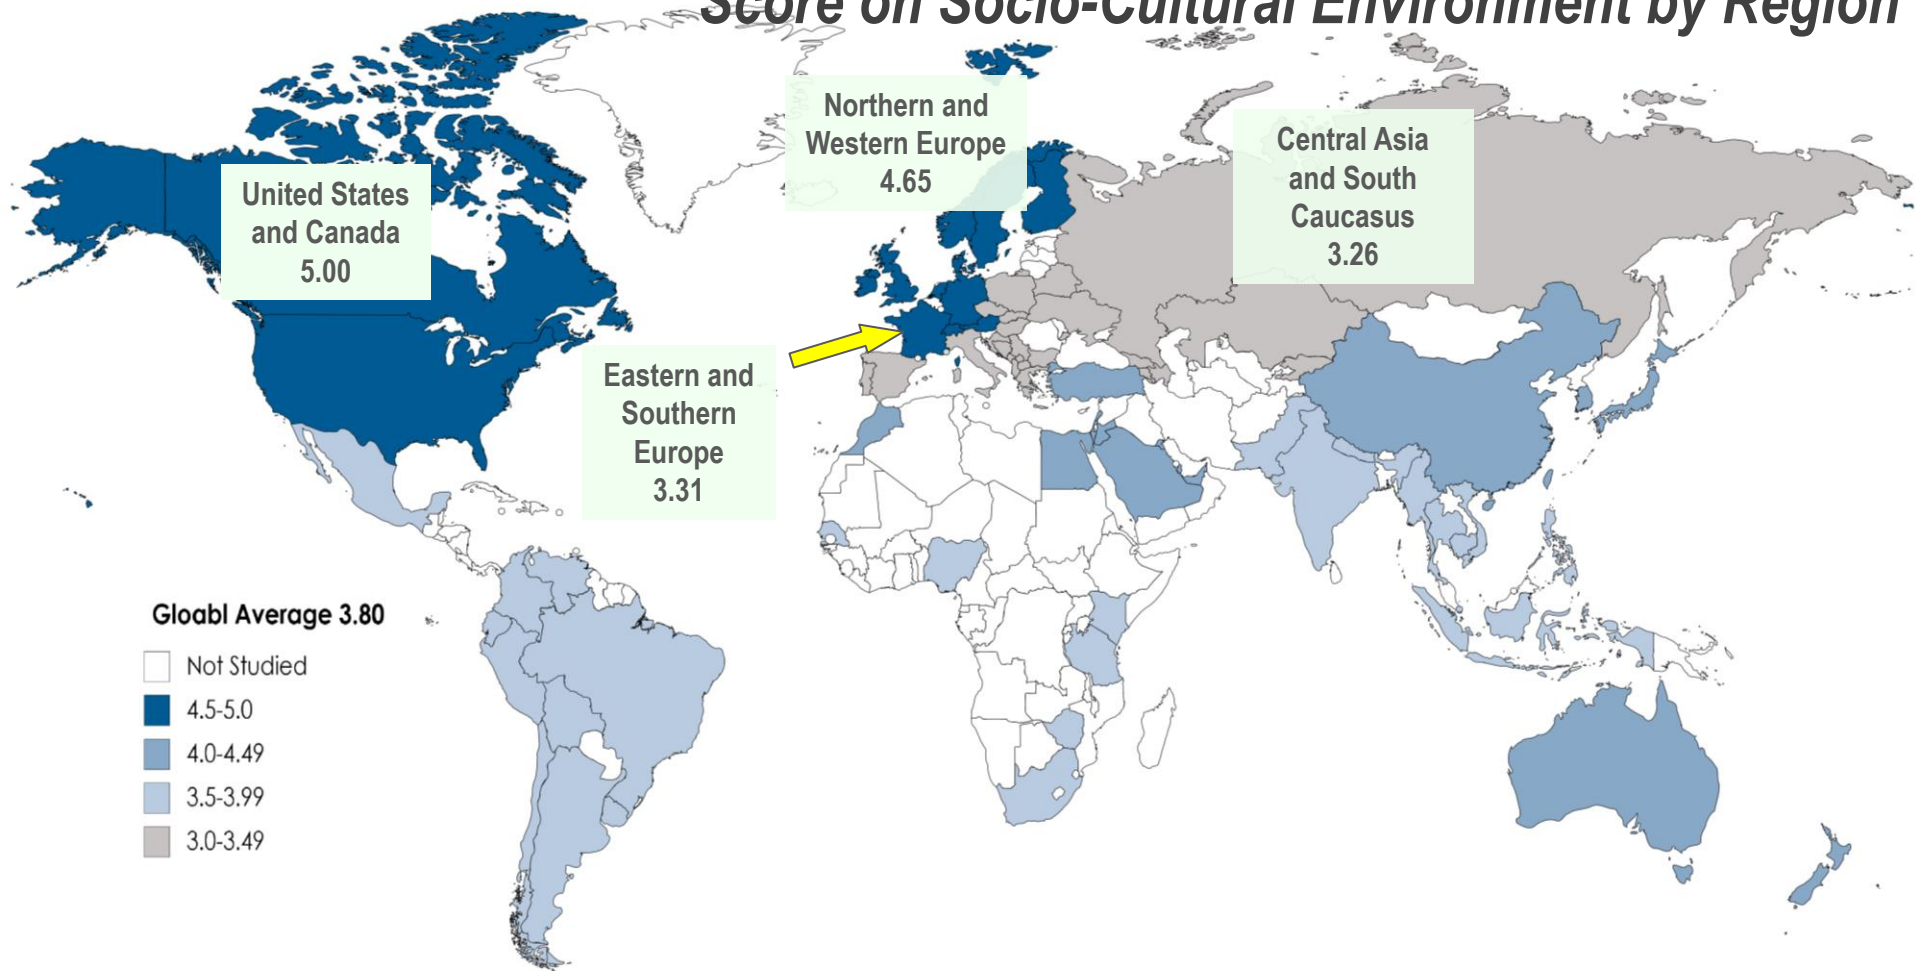 Score on Socio-Cultural Environment by Region
Northern and
Western Europe
4.65
Central Asia
and South
Caucasus
3.26
United States
and Canada
5.00
Eastern and
Southern
Europe
3.31
Gloabl Average 3.80
Not Studied
4.5-5.0
4.0-4.49
3.5-3.99
3.0-3.49